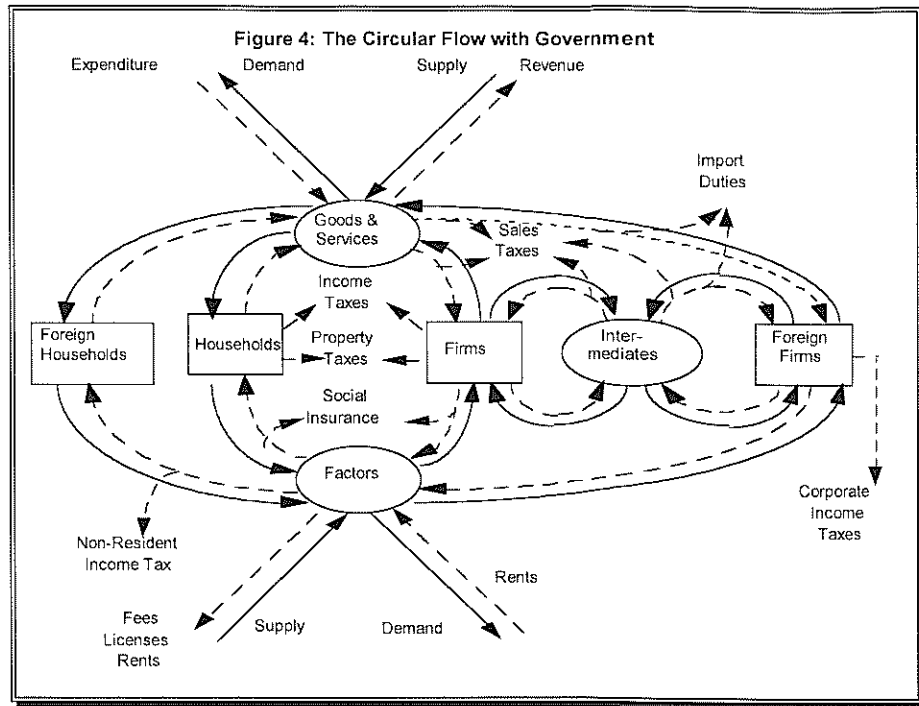 Figure 4: The Circular Flow with Government
Expenditure
Demand
Supply
Revenue
Import
Duties
Goods &
Services
Sales
Taxes
Income
Taxes
Foreign
Households
Households
Property
Taxes
Firms
Inter-
mediates
Foreign
Firms
Social
Insurance
Factors
Corporate
Income
Taxes
Non-Resident
Income Tax
Rents
Fees
Licenses
Rents
Supply
Demand